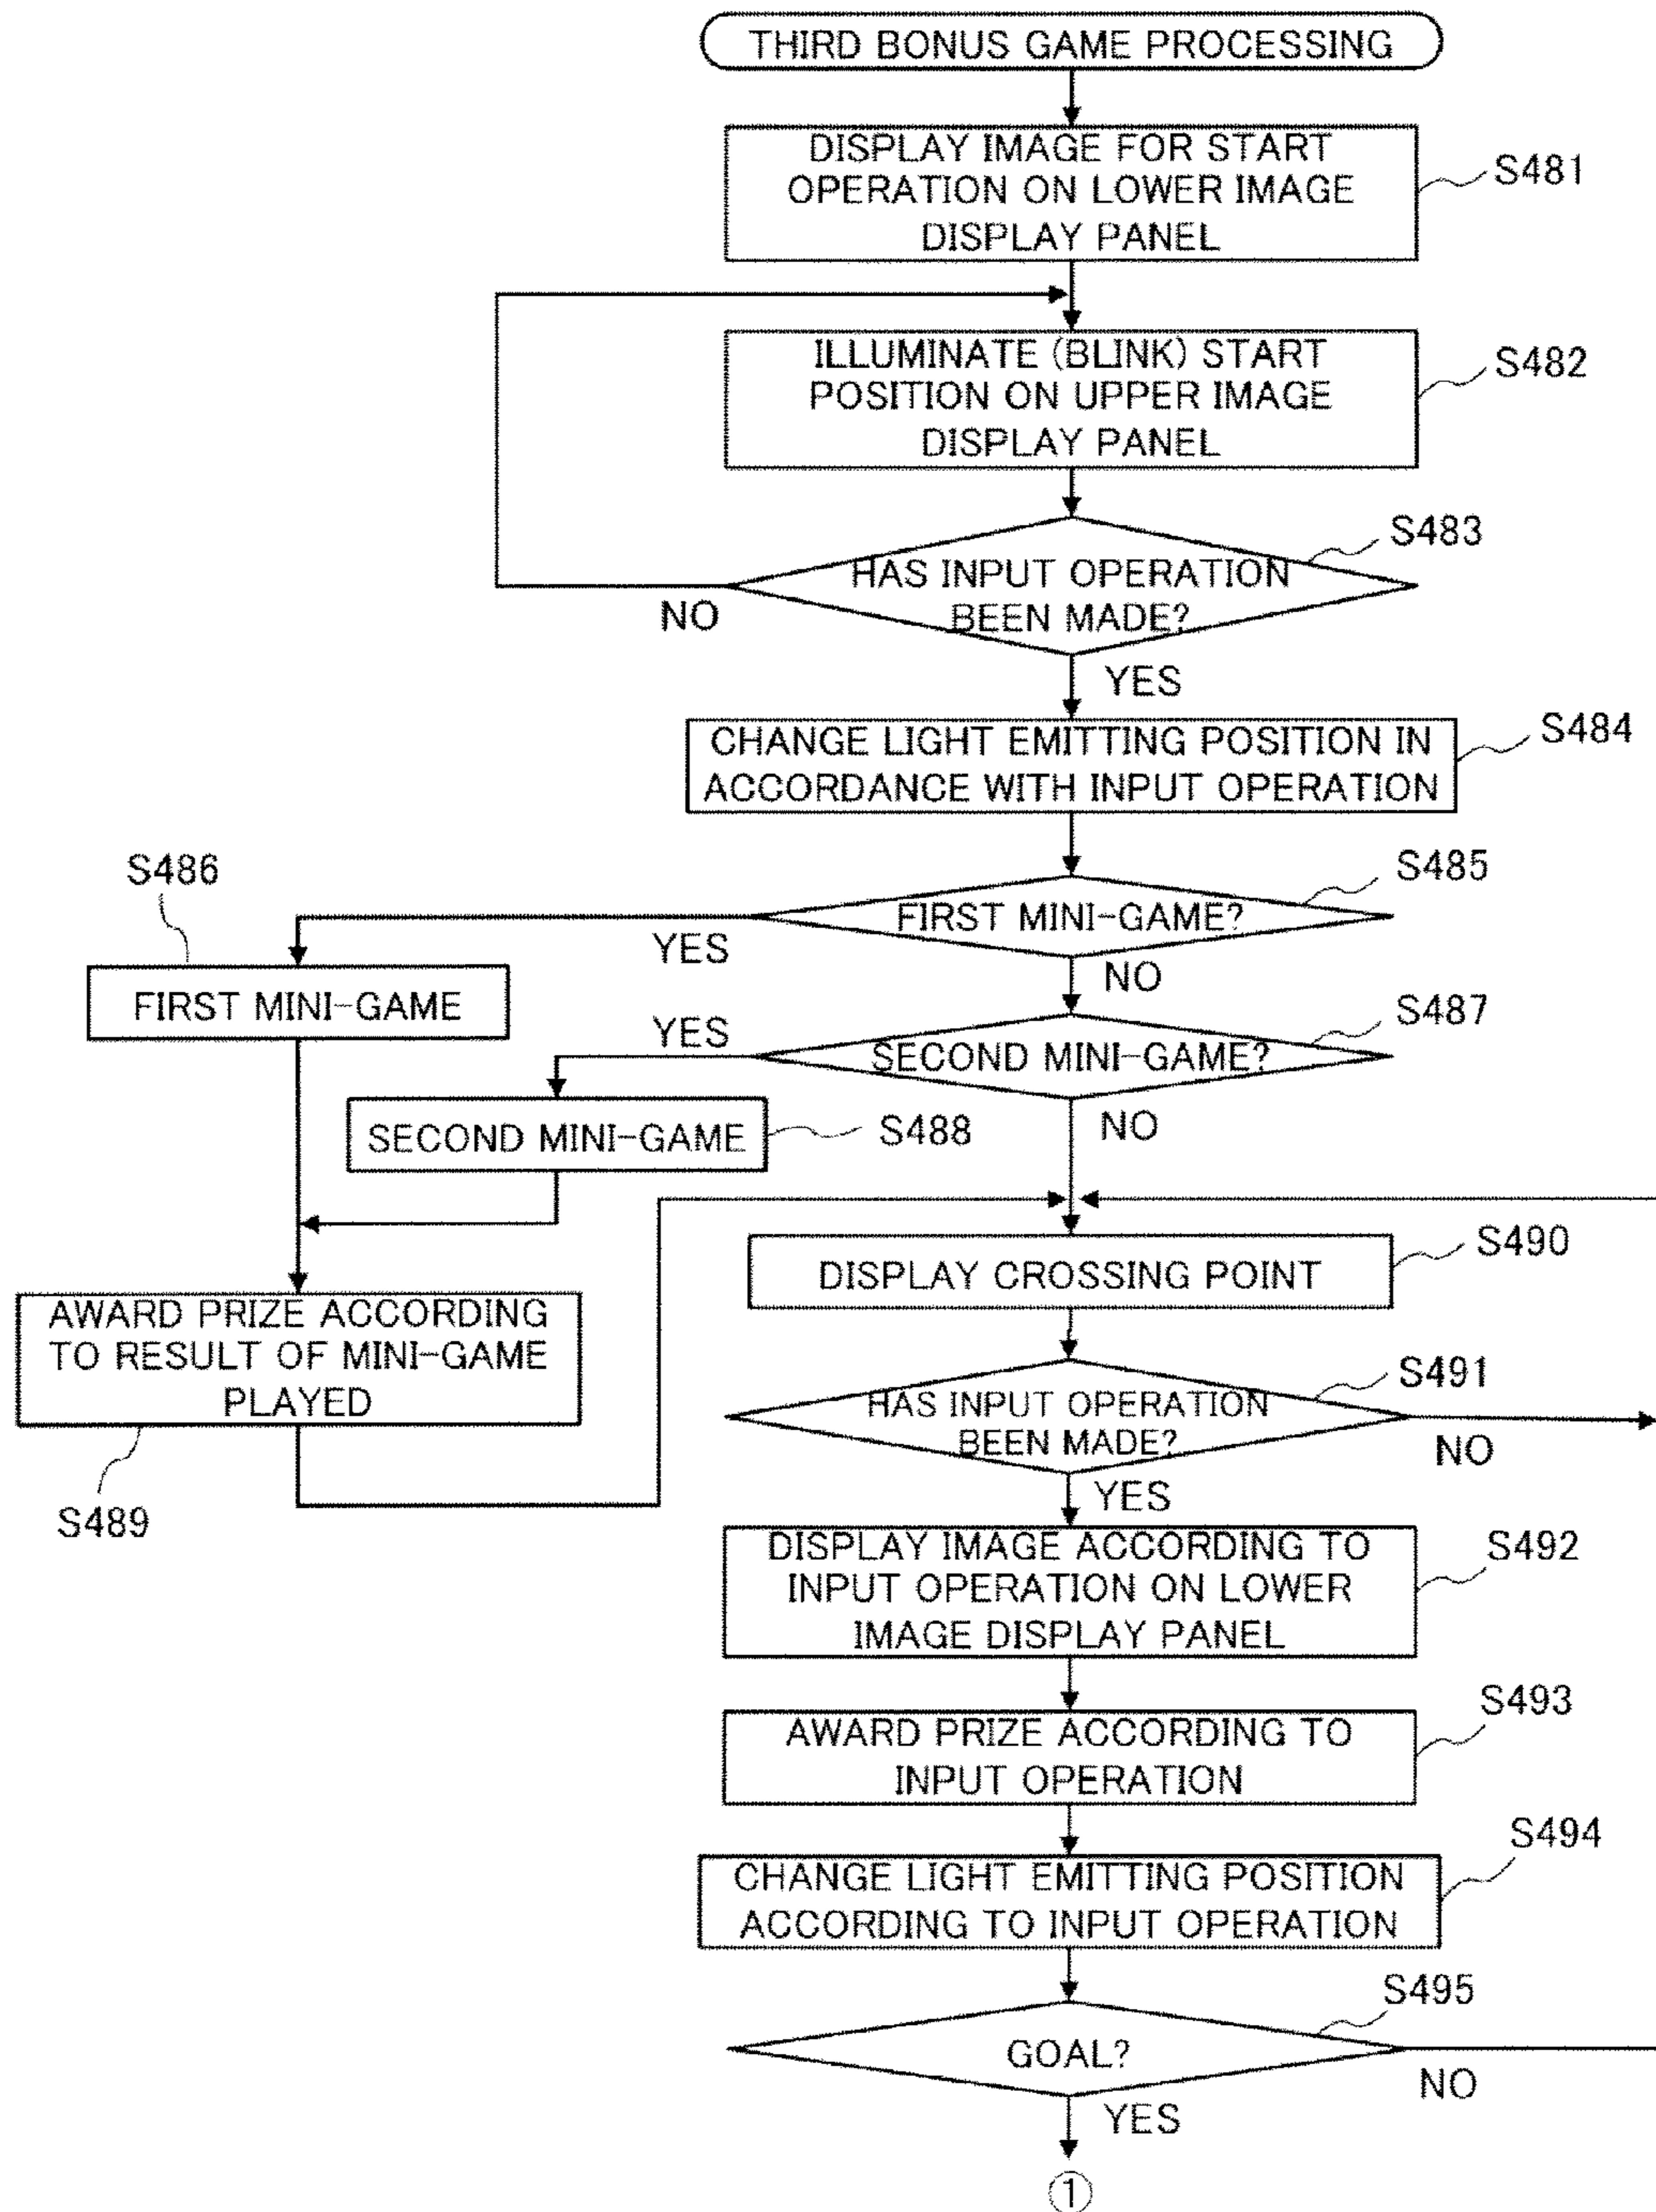 THIRD BONUS GAME PROCESSING
DISPLAY IMAGE FOR START
OPERATION ON LOWER IMAGE
DISPLAY PANEL
S481
ILLUMINATE (BLINK) START
POSITION ON UPPER IMAGE
DISPLAY PANEL
S482
HAS INPUT OPERATION
BEEN MADE?
S483
NO
YES
CHANGE LIGHT EMITTING POSITION IN
ACCORDANCE WITH INPUT OPERATION
S484
FIRST MINI-GAME?
S485
YES
NO
S486
FIRST MINI-GAME
SECOND MINI-GAME?
S487
YES
NO
SECOND MINI-GAME
S488
AWARD PRIZE ACCORDING
TO RESULT OF MINI-GAME
PLAYED
S489
DISPLAY CROSSING POINT
S490
HAS INPUT OPERATION
BEEN MADE?
S491
NO
YES
DISPLAY IMAGE ACCORDING TO
INPUT OPERATION ON LOWER
IMAGE DISPLAY PANEL
S492
AWARD PRIZE ACCORDING TO
INPUT OPERATION
S493
CHANGE LIGHT EMITTING POSITION
ACCORDING TO INPUT OPERATION
S494
GOAL?
S495
NO
YES
①